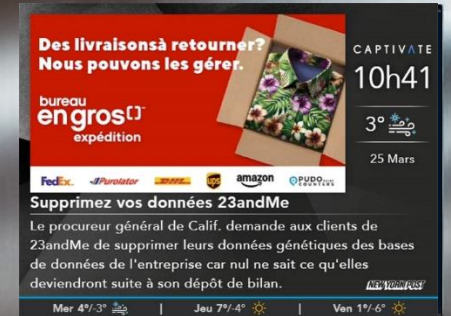 Des livraisonsà retourner?
Nous pouvons les gérer.
bureau
en gros
expédition
FedEx. Purolator DHL ups amazon PUDO POINT COUNTERS
CAPTIVATE
10h41
3°
25 Mars
Supprimez vos données 23andMe
Le procureur général de Calif. demande aux clients de
23andMe de supprimer leurs données génétiques des bases
de données de l'entreprise car nul ne sait ce qu'elles
deviendront suite à son dépôt de bilan.
NEW YORK POST
Mer 4°/-3° | Jeu 7°/-4° | Ven 1°/-6°